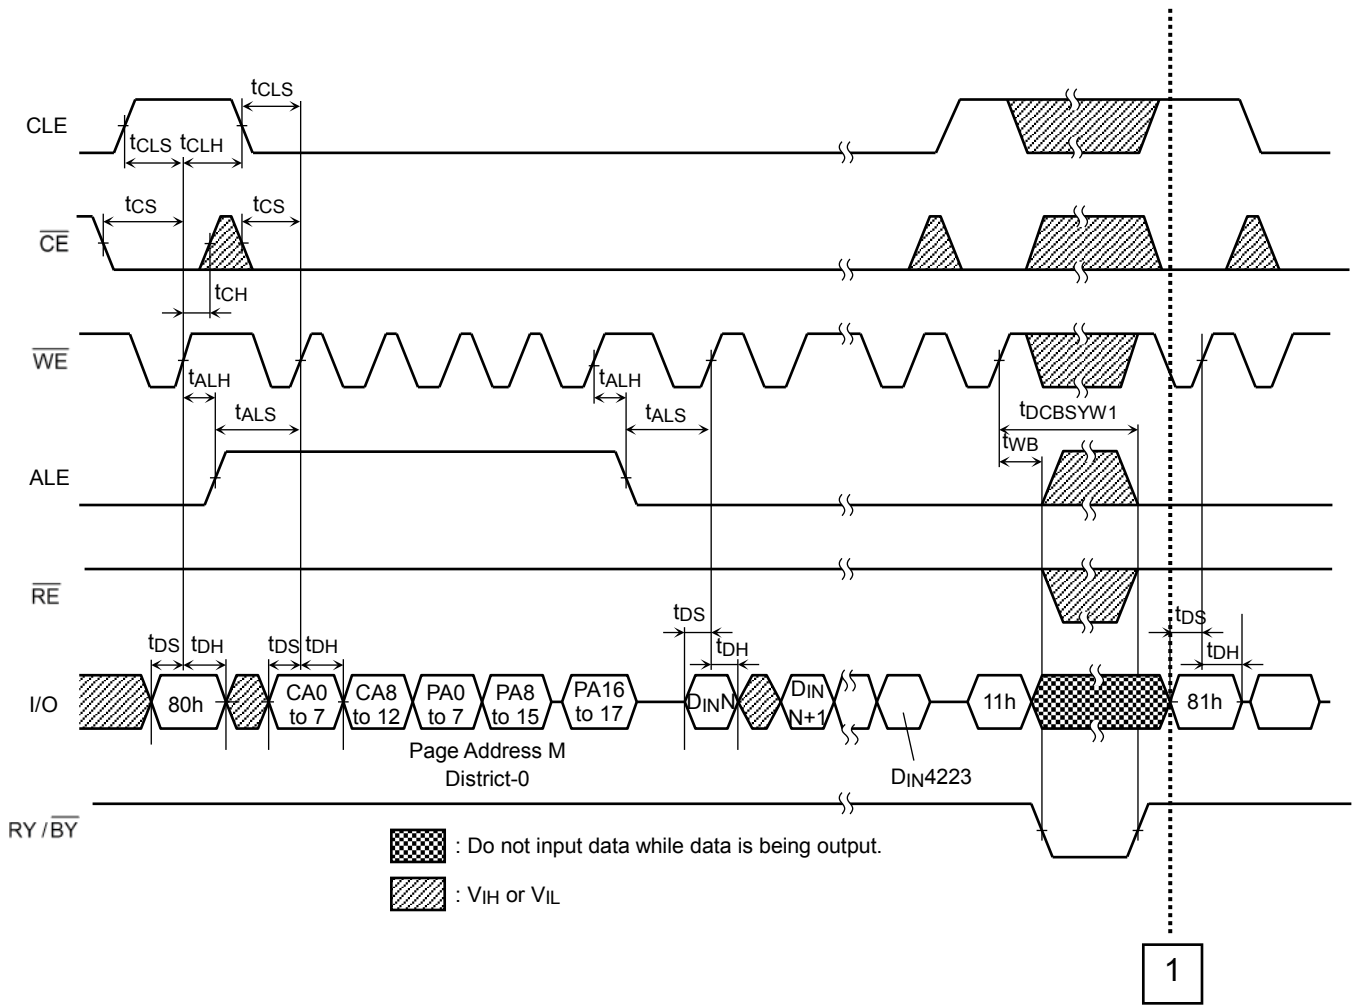 tCLS
CLE
tCLS tCLH
tCS tCS
CE
tCH
WE
tALH tALH
tALS tALS tDCBSYW1
tWB
ALE
RE
tDS tDS
tDS tDH tDS tDH tDH tDH
I/O 80h CA0 to 7 CA8 to 12 PA0 to 7 PA8 to 15 PA16 to 17 DINN DIN N+1 11h 81h
Page Address M
District-0
DIN4223
RY / BY
: Do not input data while data is being output.
: VIH or VIL
1